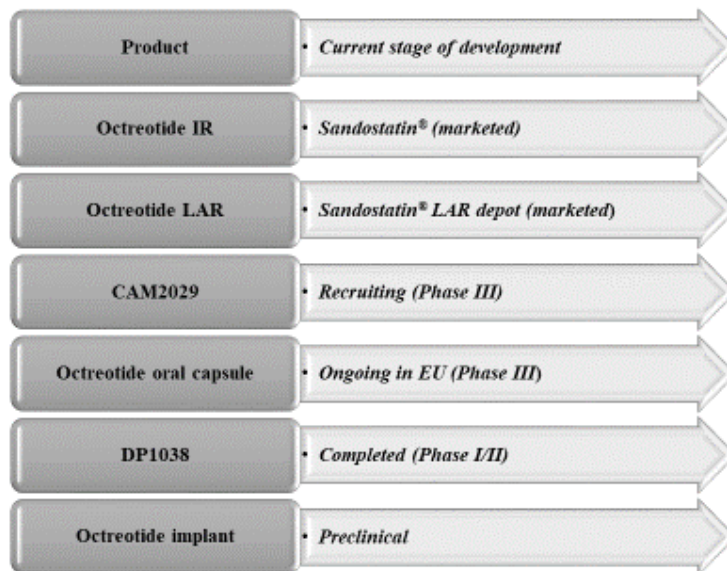 Product • Current stage of development
Octreotide IR • Sandostatin® (marketed)
Octreotide LAR • Sandostatin® LAR depot (marketed)
CAM2029 • Recruiting (Phase III)
Octreotide oral capsule • Ongoing in EU (Phase III)
DP1038 • Completed (Phase I/II)
Octreotide implant • Preclinical